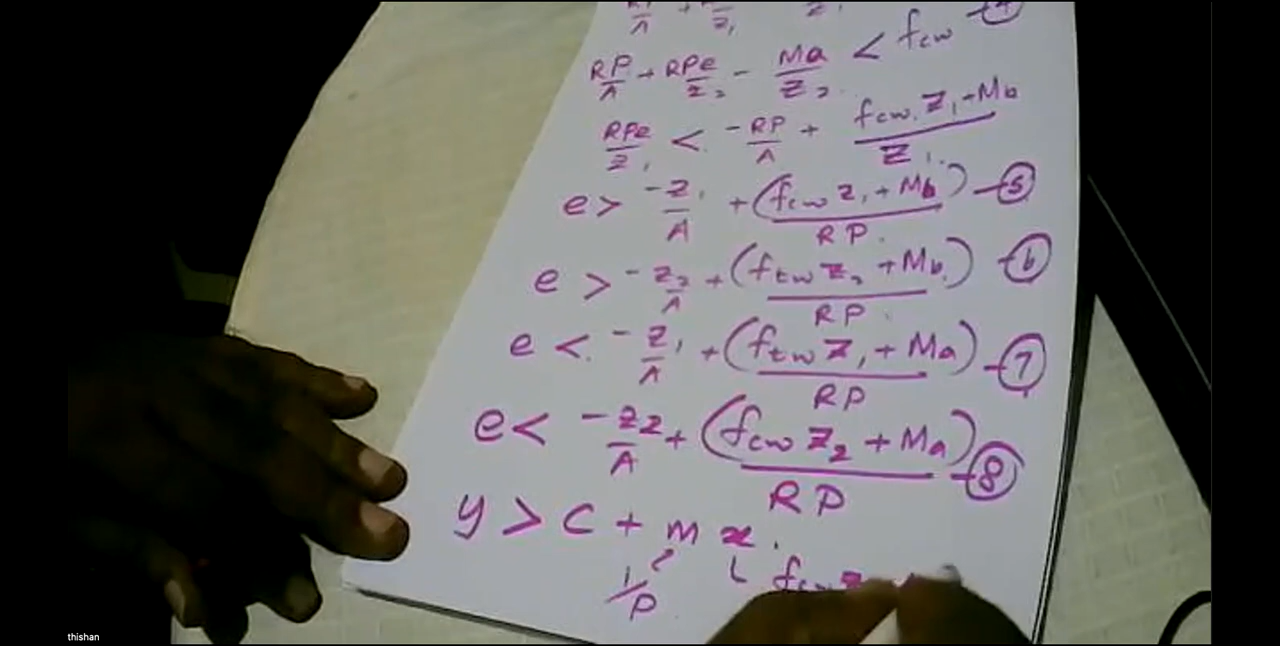 RP/A + RPe/Z₂ - Ma/Z₂ < fcw
RPe/Z₁ < -RP/A + (fcw.Z₁+Mb)/Z₁.
e > -Z₁/A + (fcw Z₁ + Mb)/RP. -⑤
e > -Z₂/A + (ftw Z₂ + Mb.)/RP. -⑥
e <. -Z₁/A + (ftw Z₁ + Ma)/RP -⑦
e < -Z₂/A + (fcw Z₂ + Ma)/RP -⑧
y > C + m x.
1/P
thishan